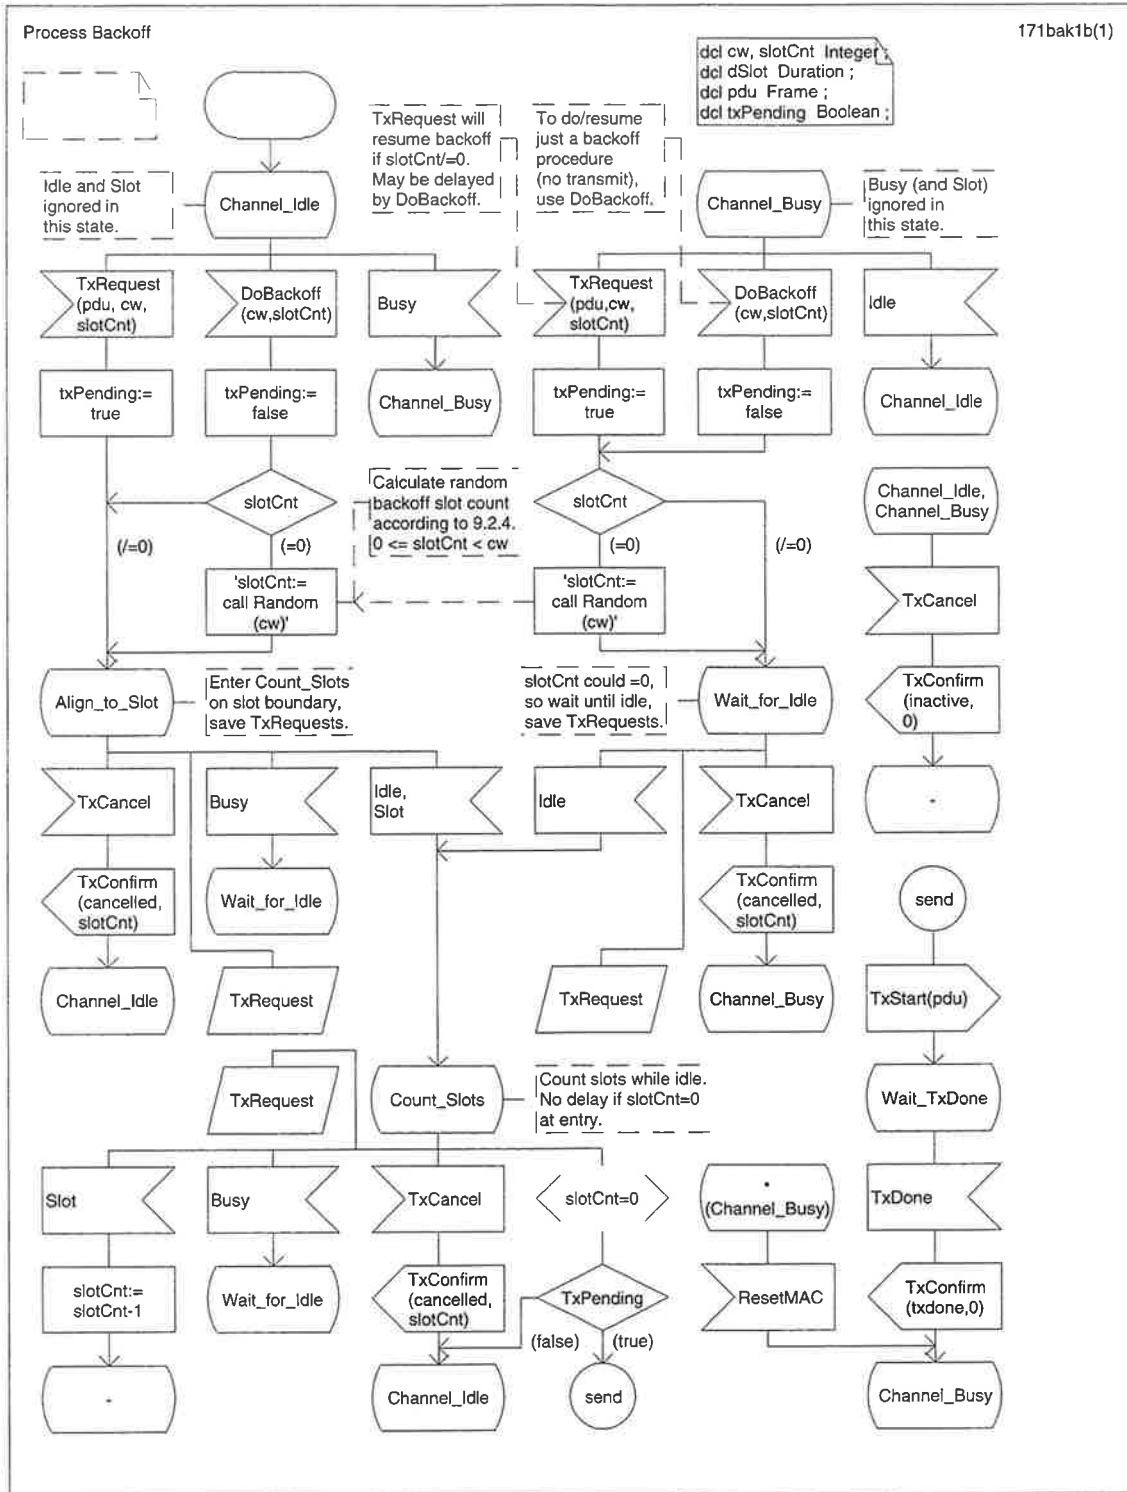 Process Backoff
171bak1b(1)
dcl cw, slotCnt Integer ;
dcl dSlot Duration ;
dcl pdu Frame ;
dcl txPending Boolean ;
TxRequest will
resume backoff
if slotCnt/=0.
May be delayed
by DoBackoff.
To do/resume
just a backoff
procedure
(no transmit),
use DoBackoff.
Idle and Slot
ignored in
this state.
Channel_Idle
Channel_Busy
Busy (and Slot)
ignored in
this state.
TxRequest
(pdu, cw,
slotCnt)
DoBackoff
(cw,slotCnt)
Busy
TxRequest
(pdu,cw,
slotCnt)
DoBackoff
(cw,slotCnt)
Idle
txPending:=
true
txPending:=
false
Channel_Busy
txPending:=
true
txPending:=
false
Channel_Idle
slotCnt
Calculate random
backoff slot count
according to 9.2.4.
0 <= slotCnt < cw
slotCnt
Channel_Idle,
Channel_Busy
(/=0)
(=0)
(=0)
(/=0)
'slotCnt:=
call Random
(cw)'
'slotCnt:=
call Random
(cw)'
TxCancel
Align_to_Slot
Enter Count_Slots
on slot boundary,
save TxRequests.
slotCnt could =0,
so wait until idle,
save TxRequests.
Wait_for_Idle
TxConfirm
(inactive,
0)
TxCancel
Busy
Idle,
Slot
Idle
TxCancel
-
TxConfirm
(cancelled,
slotCnt)
Wait_for_Idle
TxConfirm
(cancelled,
slotCnt)
send
Channel_Idle
TxRequest
TxRequest
Channel_Busy
TxStart(pdu)
TxRequest
Count_Slots
Count slots while idle.
No delay if slotCnt=0
at entry.
Wait_TxDone
Slot
Busy
TxCancel
slotCnt=0
*
(Channel_Busy)
TxDone
slotCnt:=
slotCnt-1
Wait_for_Idle
TxConfirm
(cancelled,
slotCnt)
TxPending
ResetMAC
TxConfirm
(txdone,0)
(false)
(true)
-
Channel_Idle
send
Channel_Busy